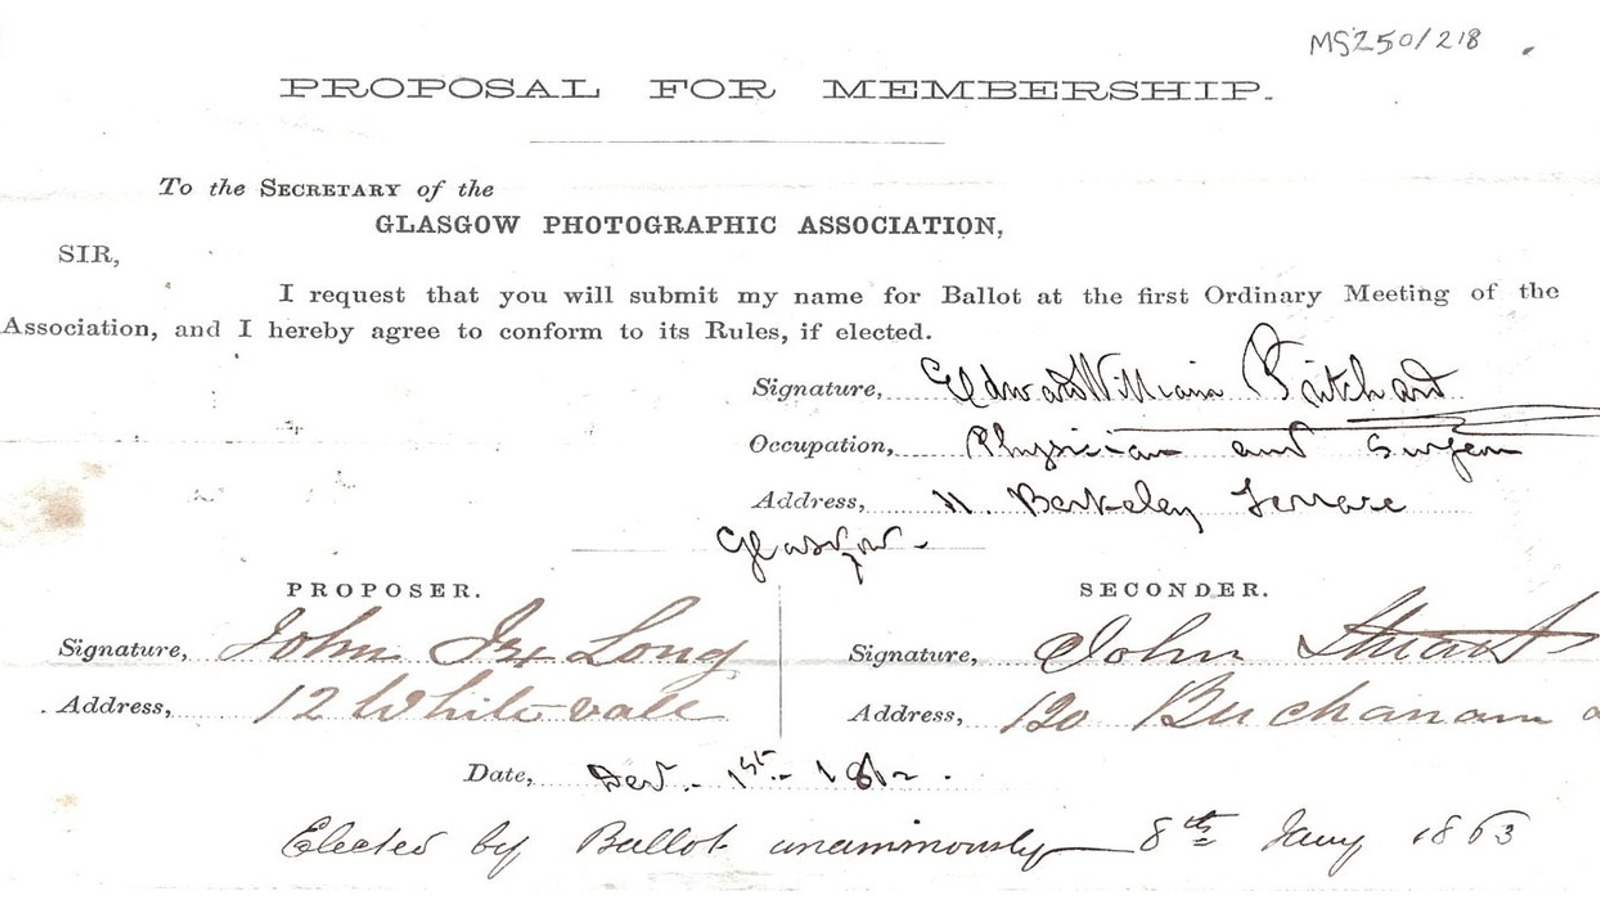 MS250/218
PROPOSAL FOR MEMBERSHIP.
To the SECRETARY of the
GLASGOW PHOTOGRAPHIC ASSOCIATION,
SIR,
I request that you will submit my name for Ballot at the first Ordinary Meeting of the
Association, and I hereby agree to conform to its Rules, if elected.
Signature, Edward William Pritchard
Occupation, Physician and Surgeon
Address, 11. Berkeley Terrace
Glasgow -
PROPOSER.
Signature, John Long
Address, 12 Whitevale
SECONDER.
Signature, John Stuart
Address, 120 Buchanan
Date, Dec. 1st - 1862.
Elected by Ballot unanimously 8th Jany 1863